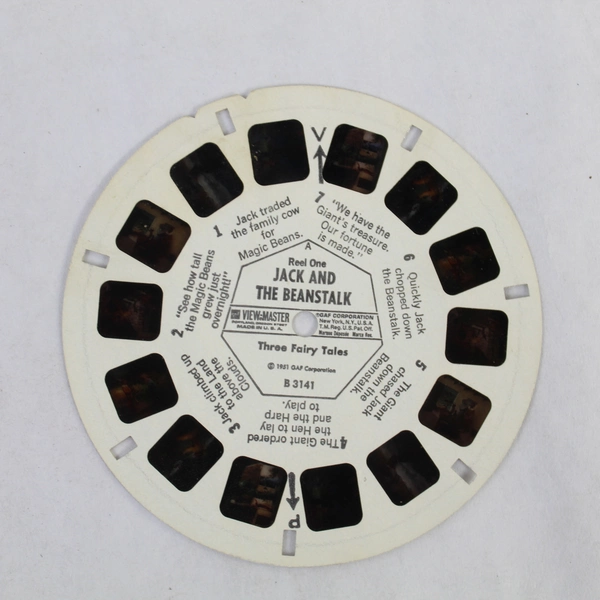 V
A
Reel One
JACK AND
THE BEANSTALK
VIEW-MASTER
MADE IN U.S.A.
GAF CORPORATION
New York, N.Y., U.S.A.
T.M. Reg. U.S. Pat. Off.
Marque Déposée Marca Reg.
Three Fairy Tales
© 1951 GAF Corporation
B 3141
1 Jack traded
the family cow
for
Magic Beans.
2 "See how tall
the Magic Beans
grew just
overnight!"
3 Jack climbed up
to the Land
above the
Clouds.
4 The Giant ordered
the Hen to lay
and the Harp
to play.
5 The Giant
chased Jack
down the
Beanstalk.
6 Quickly Jack
chopped down
the Beanstalk.
7 "We have the
Giant's treasure.
Our fortune
is made."
P